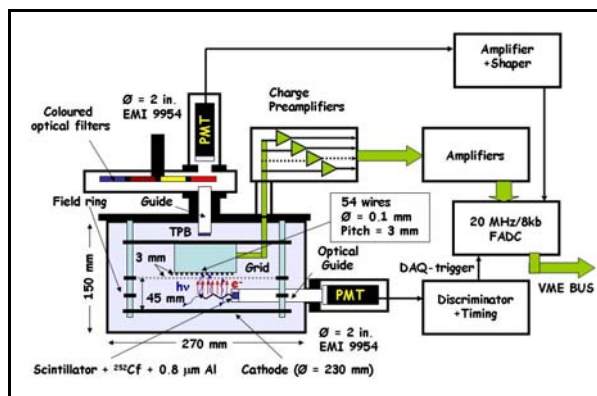 Amplifier
+Shaper
Ø = 2 in.
EMI 9954
PMT
Charge
Preamplifiers
Coloured
optical filters
Amplifiers
Field ring
Guide
TPB
54 wires
Ø = 0.1 mm
Pitch = 3 mm
20 MHz/8kb
FADC
3 mm
Grid
Optical
Guide
hν
e-
DAQ-trigger
VME BUS
150 mm
45 mm
PMT
Discriminator
+Timing
270 mm
Ø = 2 in.
EMI 9954
Scintillator + ²⁵²Cf + 0.8 μm Al
Cathode (Ø = 230 mm)